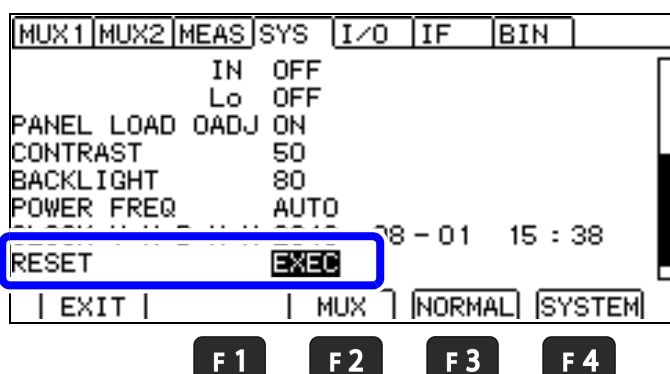 MUX1 MUX2 MEAS SYS I/O IF BIN
IN OFF
Lo OFF
PANEL LOAD 0ADJ ON
CONTRAST 50
BACKLIGHT 80
POWER FREQ AUTO
08-01 15:38
RESET EXEC
EXIT MUX NORMAL SYSTEM
F1 F2 F3 F4